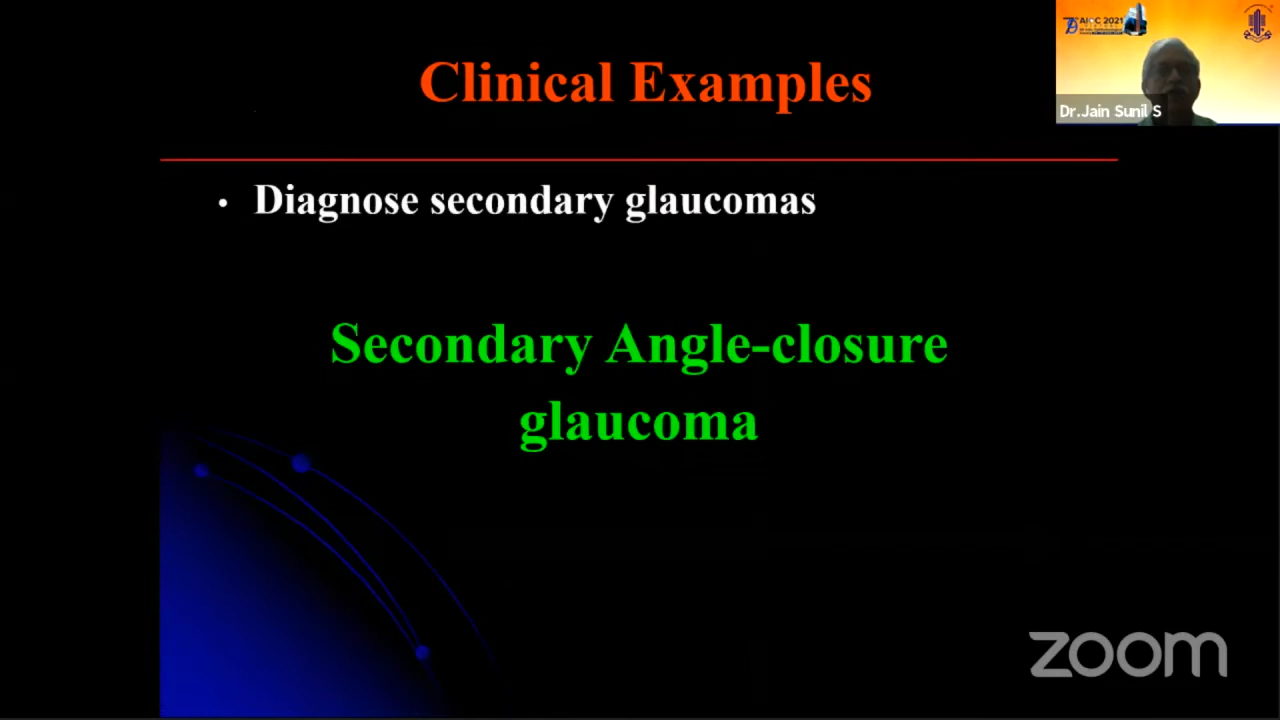 Clinical Examples
AIOC 2021
Dr.Jain Sunil S
• Diagnose secondary glaucomas
Secondary Angle-closure
glaucoma
zoom